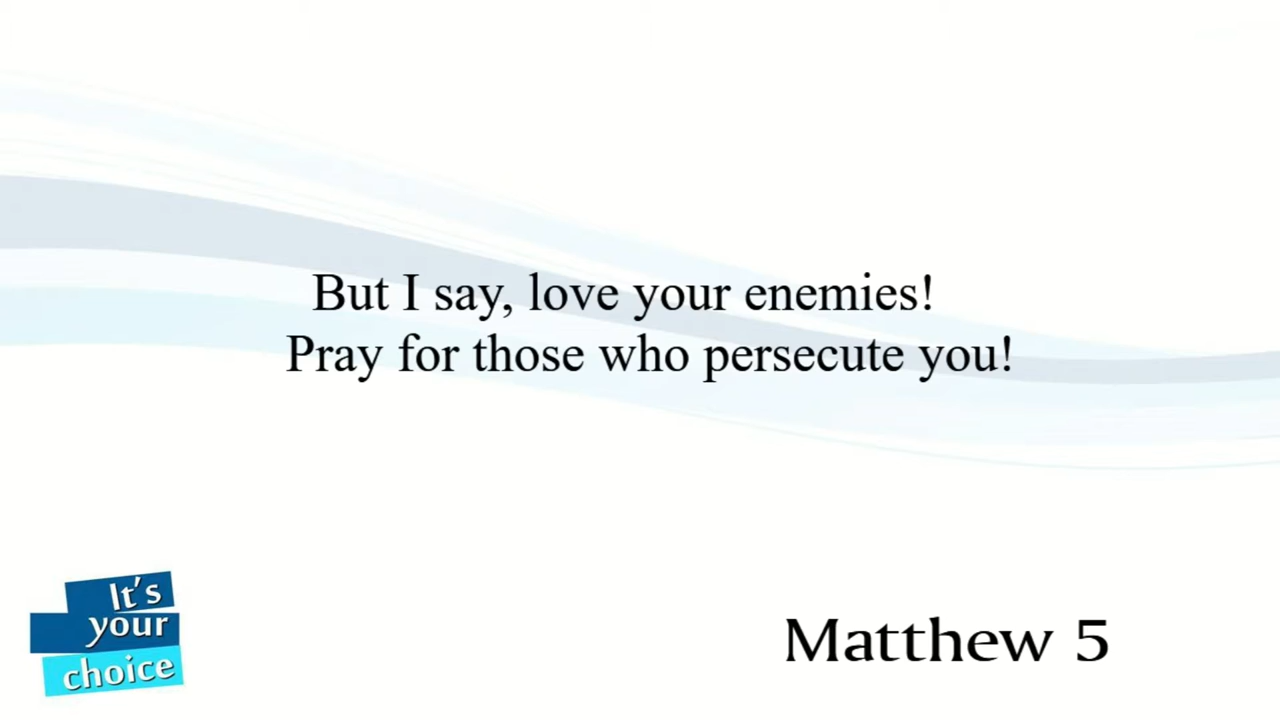 But I say, love your enemies!
Pray for those who persecute you!
It's
your
choice
Matthew 5